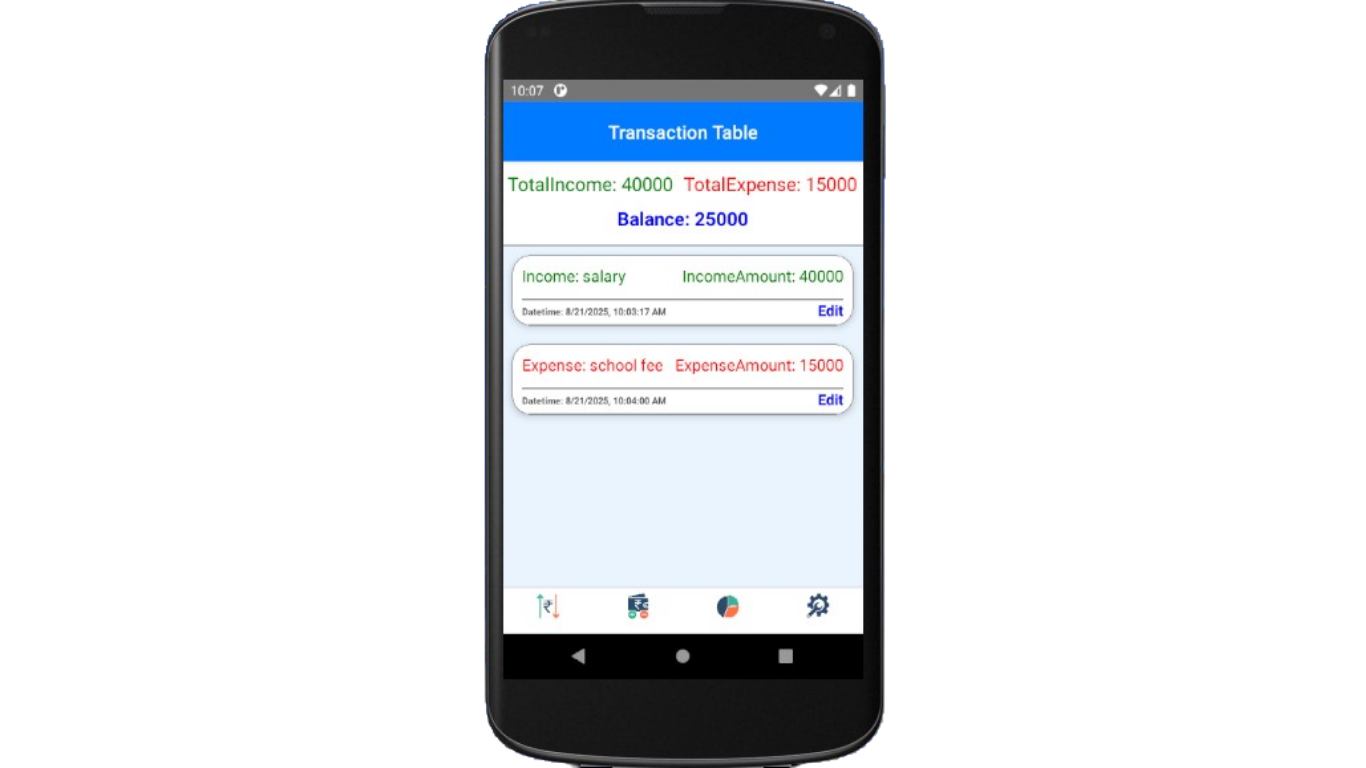 10:07
Transaction Table
TotalIncome: 40000 TotalExpense: 15000
Balance: 25000
Income: salary IncomeAmount: 40000
Datetime: 8/21/2025, 10:03:17 AM Edit
Expense: school fee ExpenseAmount: 15000
Datetime: 8/21/2025, 10:04:00 AM Edit
₹ ₹